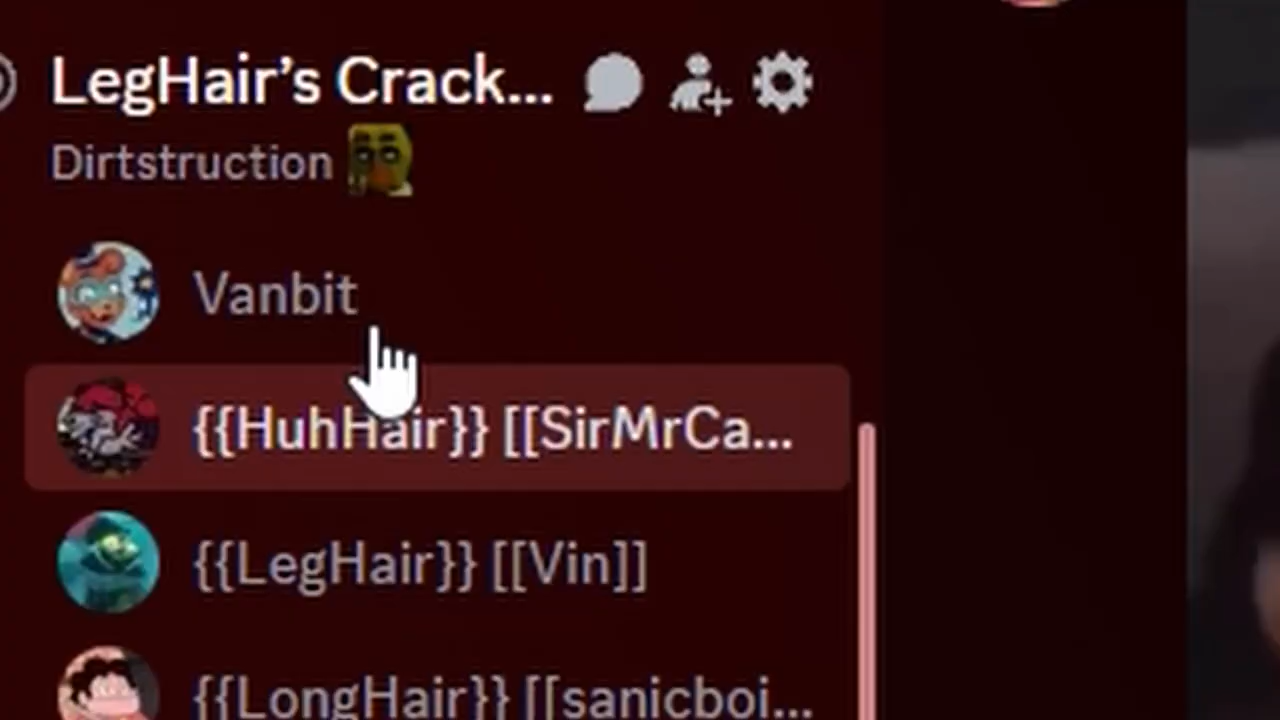 LegHair’s Crack...
Dirtstruction
Vanbit
{{HuhHair}} [[SirMrCa...
{{LegHair}} [[Vin]]
{{LongHair}} [[sanicboi...